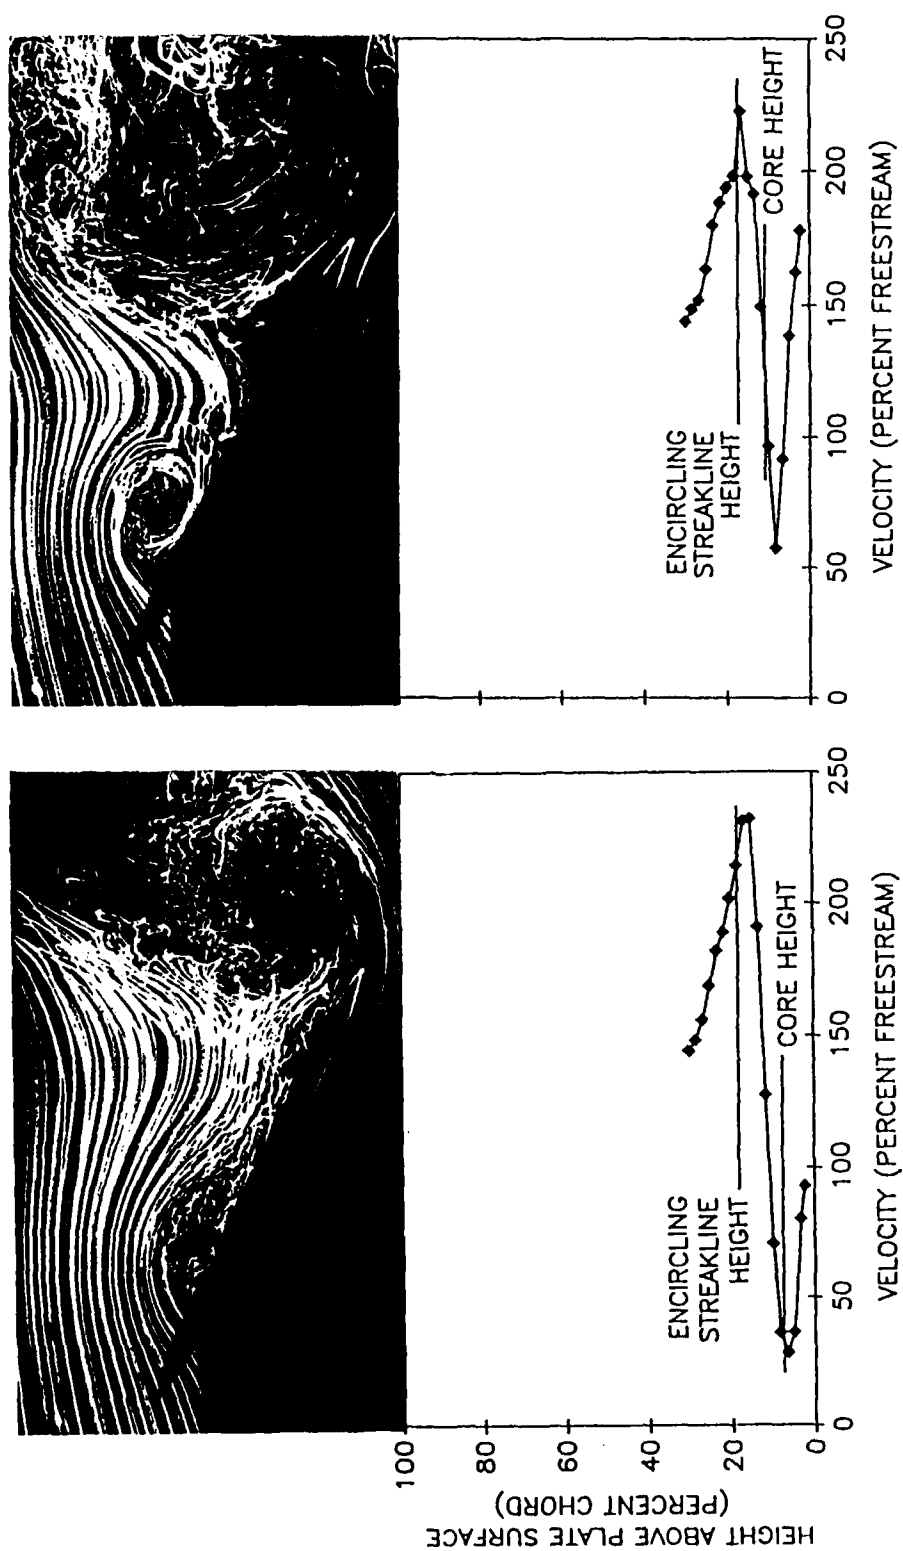 HEIGHT ABOVE PLATE SURFACE
(PERCENT CHORD)
100
80
60
40
20
0
ENCIRCLING
STREAKLINE
HEIGHT
CORE HEIGHT
0
50
100
150
200
250
VELOCITY (PERCENT FREESTREAM)
ENCIRCLING
STREAKLINE
HEIGHT
CORE HEIGHT
0
50
100
150
200
250
VELOCITY (PERCENT FREESTREAM)